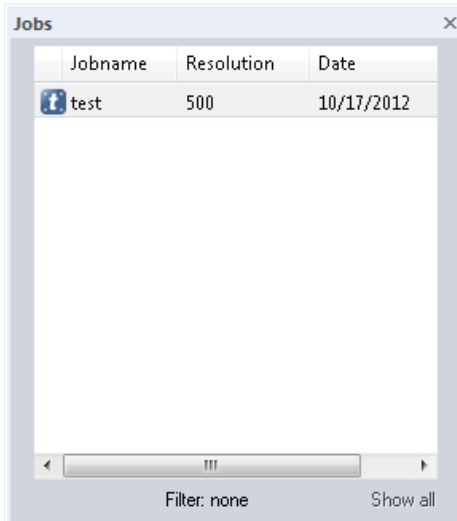 Jobs
Jobname Resolution Date
t test 500 10/17/2012
Filter: none Show all